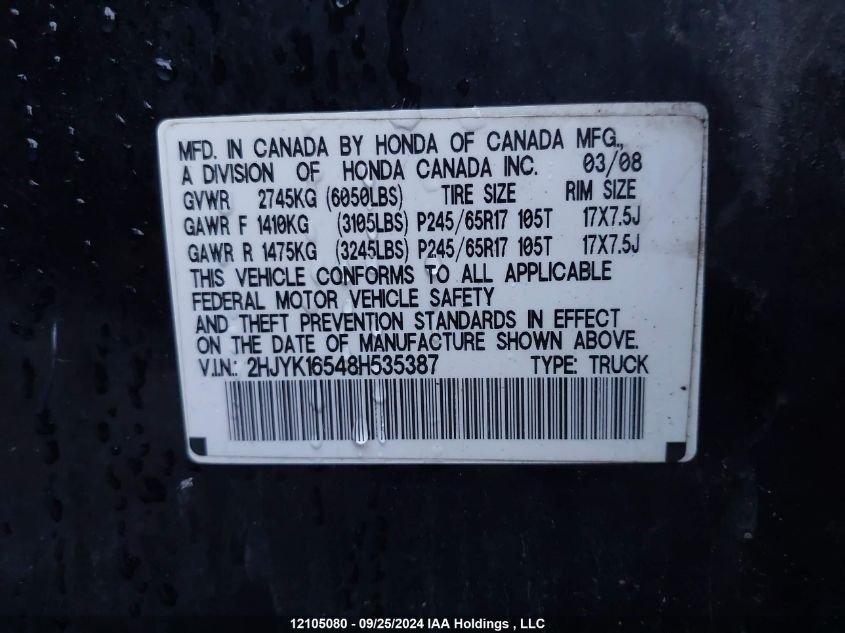 MFD. IN CANADA BY HONDA OF CANADA MFG.,
A DIVISION OF HONDA CANADA INC. 03/08
GVWR 2745KG (6050LBS) TIRE SIZE RIM SIZE
GAWR F 1410KG (3105LBS) P245/65R17 105T 17X7.5J
GAWR R 1475KG (3245LBS) P245/65R17 105T 17X7.5J
THIS VEHICLE CONFORMS TO ALL APPLICABLE
FEDERAL MOTOR VEHICLE SAFETY
AND THEFT PREVENTION STANDARDS IN EFFECT
ON THE DATE OF MANUFACTURE SHOWN ABOVE.
V.I.N.: 2HJYK16548H535387 TYPE: TRUCK
12105080 - 09/25/2024 IAA Holdings , LLC